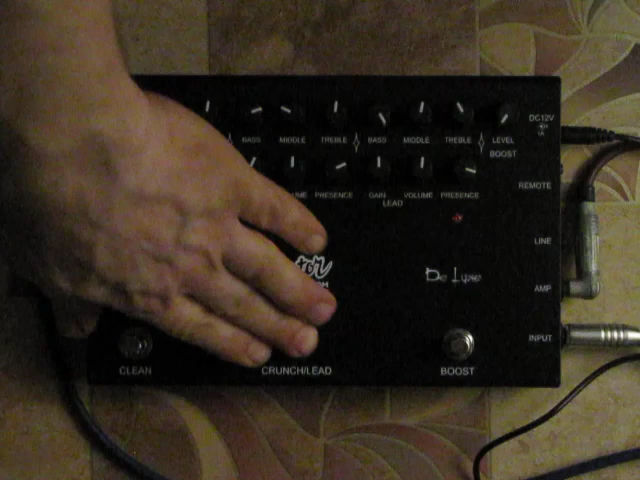 BASS MIDDLE TREBLE BASS MIDDLE TREBLE LEVEL
DC12V
1A
BOOST
PRESENCE GAIN VOLUME PRESENCE
LEAD
REMOTE
LINE
De Luxe
AMP
INPUT
CLEAN CRUNCH/LEAD BOOST